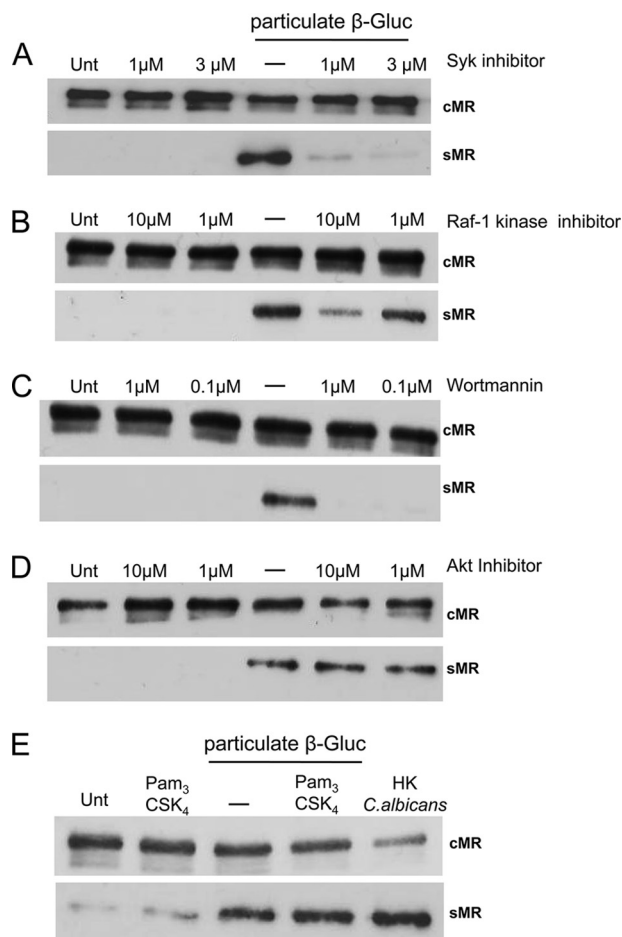 particulate β-Gluc
A
Unt 1μM 3 μM — 1μM 3 μM Syk inhibitor
cMR
sMR
B
Unt 10μM 1μM — 10μM 1μM Raf-1 kinase inhibitor
cMR
sMR
C
Unt 1μM 0.1μM — 1μM 0.1μM Wortmannin
cMR
sMR
D
Unt 10μM 1μM — 10μM 1μM Akt Inhibitor
cMR
sMR
E
particulate β-Gluc
Pam₃ Pam₃ HK
Unt CSK₄ — CSK₄ C.albicans
cMR
sMR